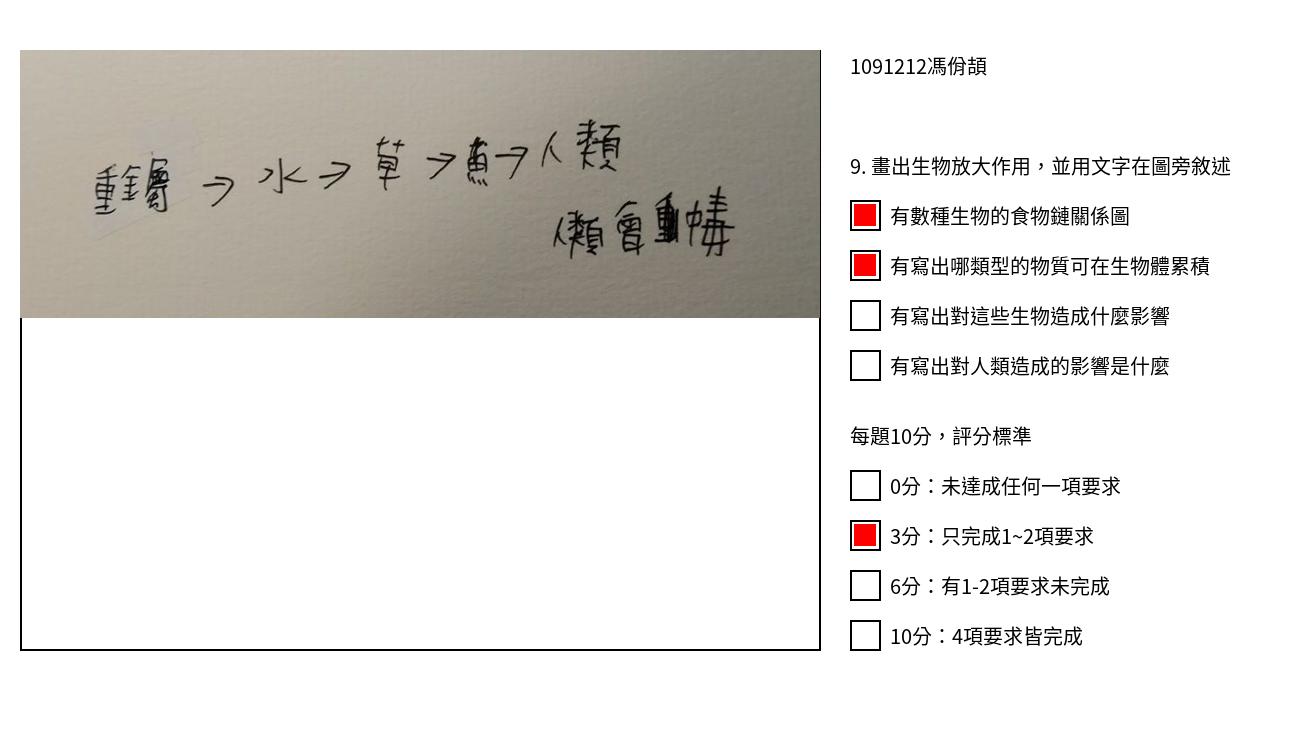 重金屬→水→草→魚→人類
人類會重
1091212馮佾頡
9. 畫出生物放大作用，並用文字在圖旁敘述
有數種生物的食物鏈關係圖
有寫出哪類型的物質可在生物體累積
有寫出對這些生物造成什麼影響
有寫出對人類造成的影響是什麼
每題10分，評分標準
0分：未達成任何一項要求
3分：只完成1~2項要求
6分：有1-2項要求未完成
10分：4項要求皆完成